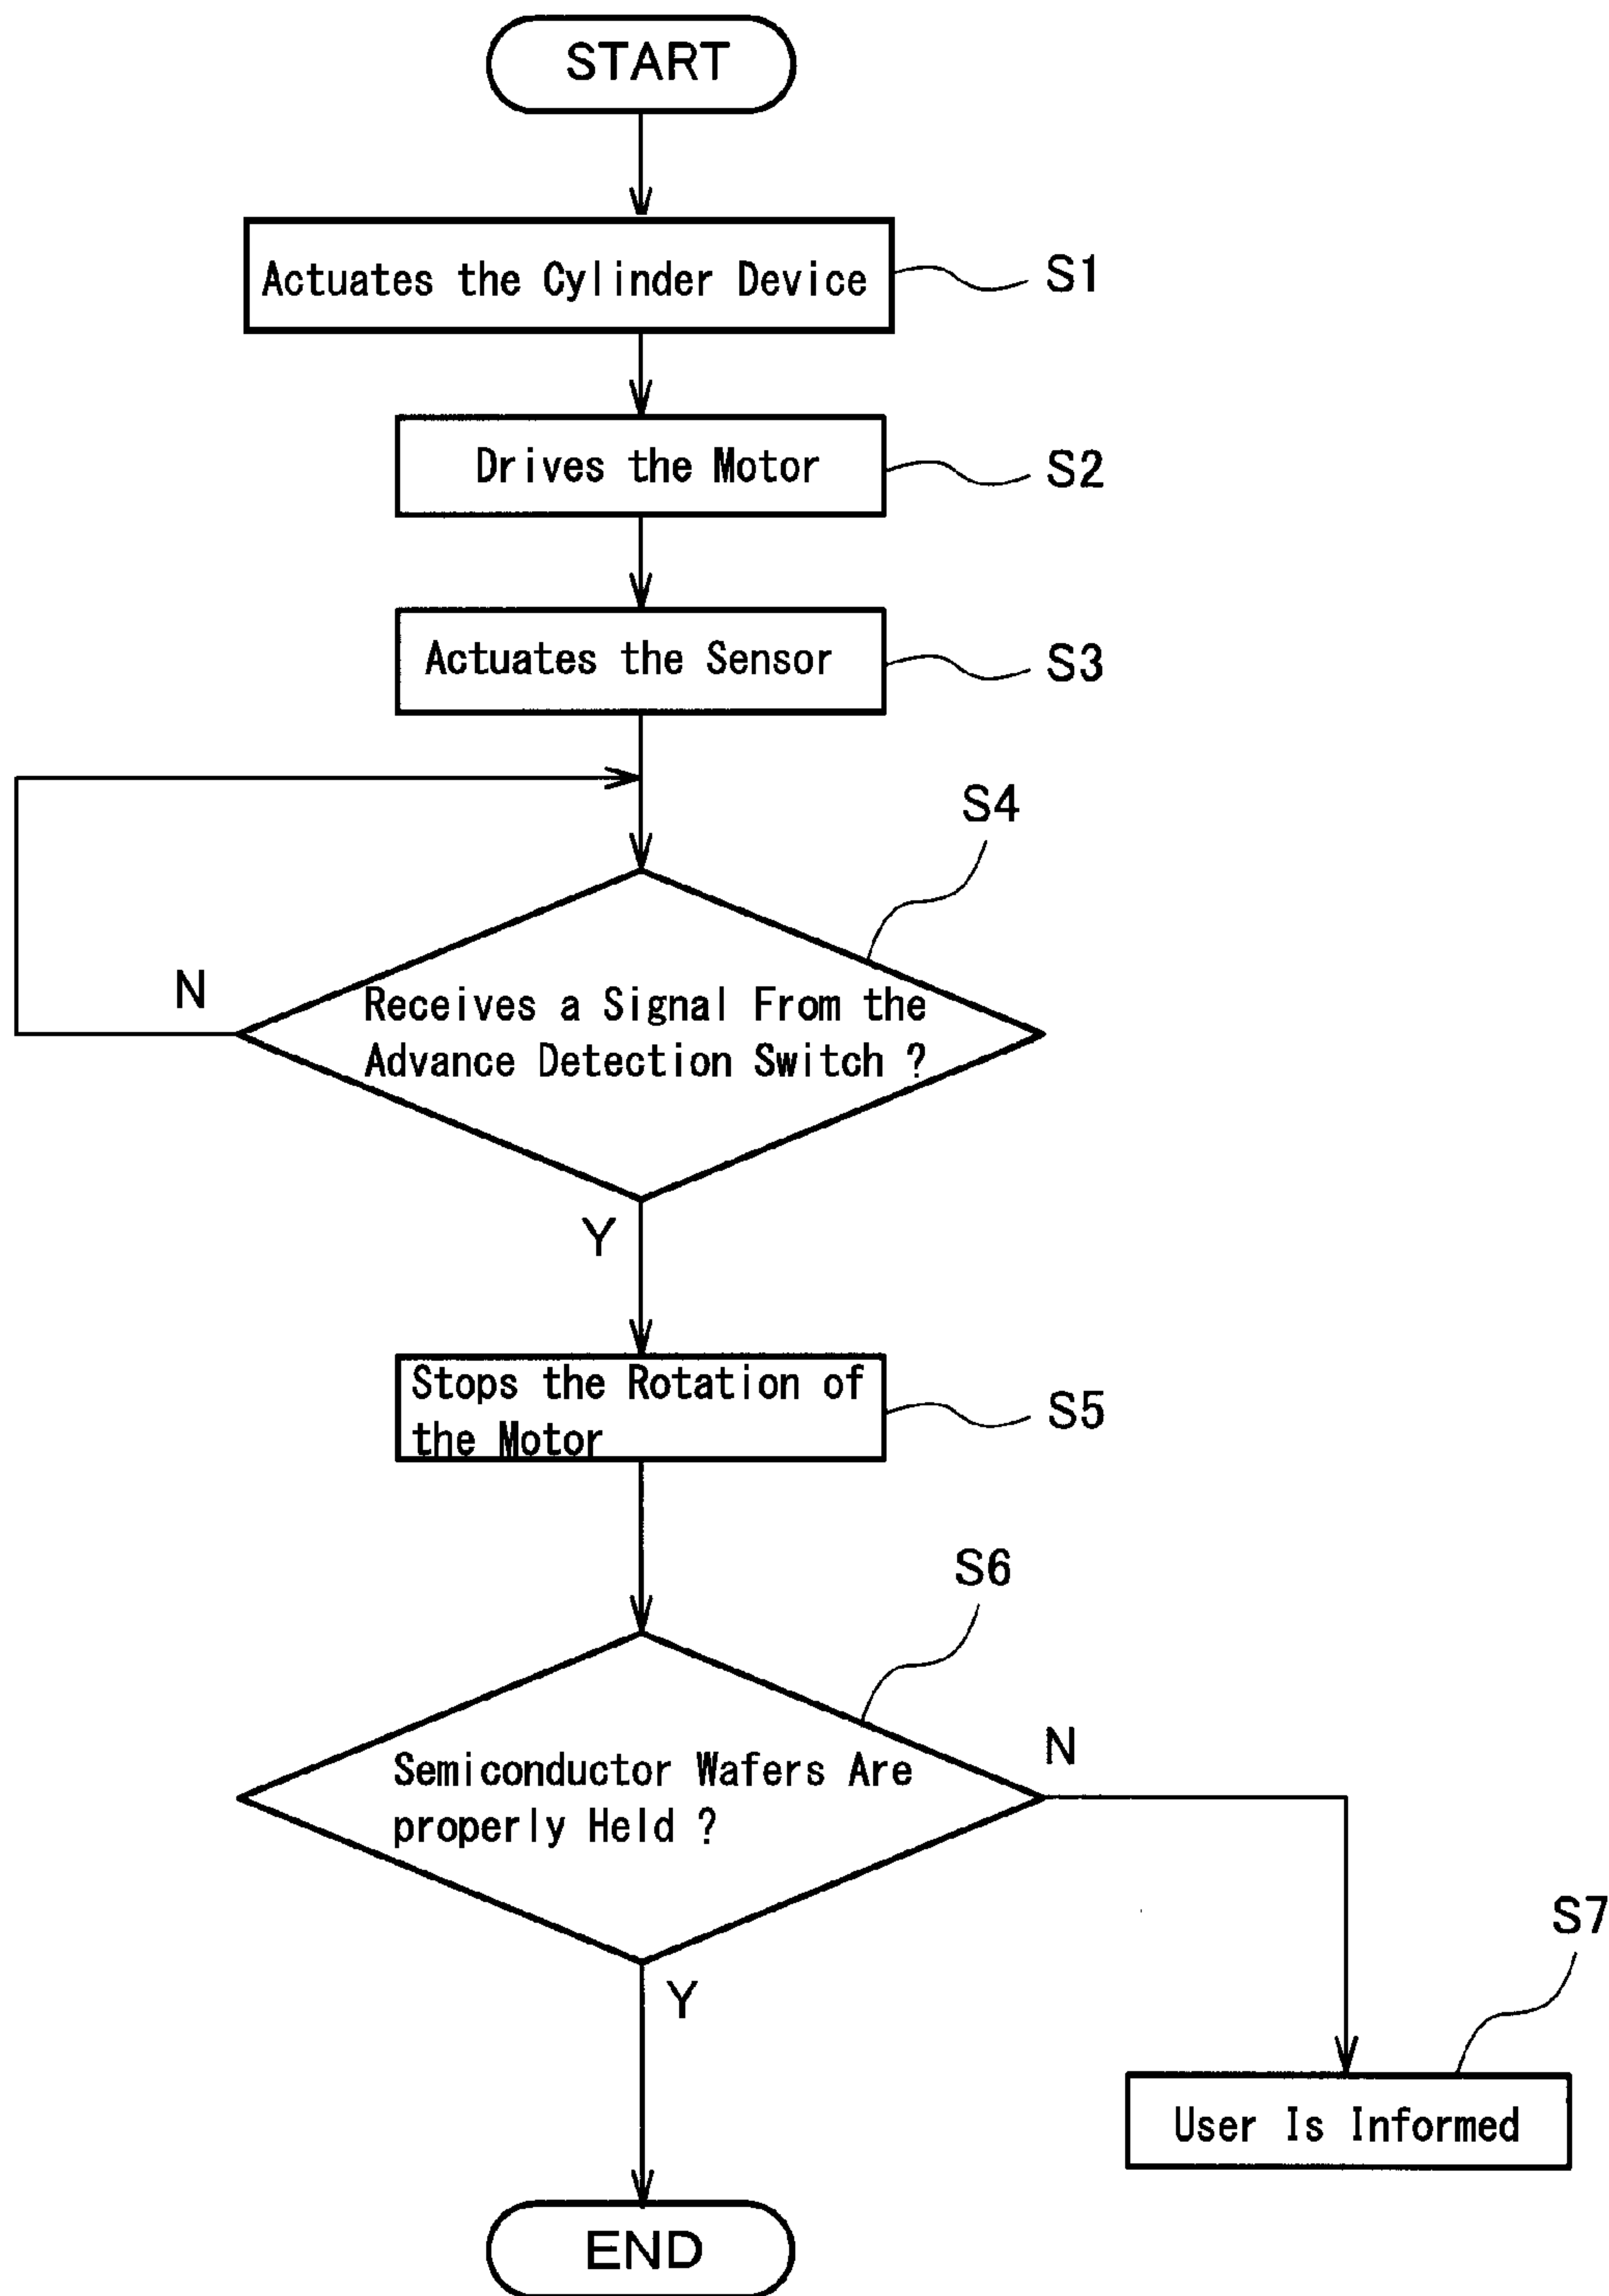 START
Actuates the Cylinder Device
S1
Drives the Motor
S2
Actuates the Sensor
S3
S4
N
Receives a Signal From the
Advance Detection Switch ?
Y
Stops the Rotation of
the Motor
S5
S6
N
Semiconductor Wafers Are
properly Held ?
S7
Y
User Is Informed
END